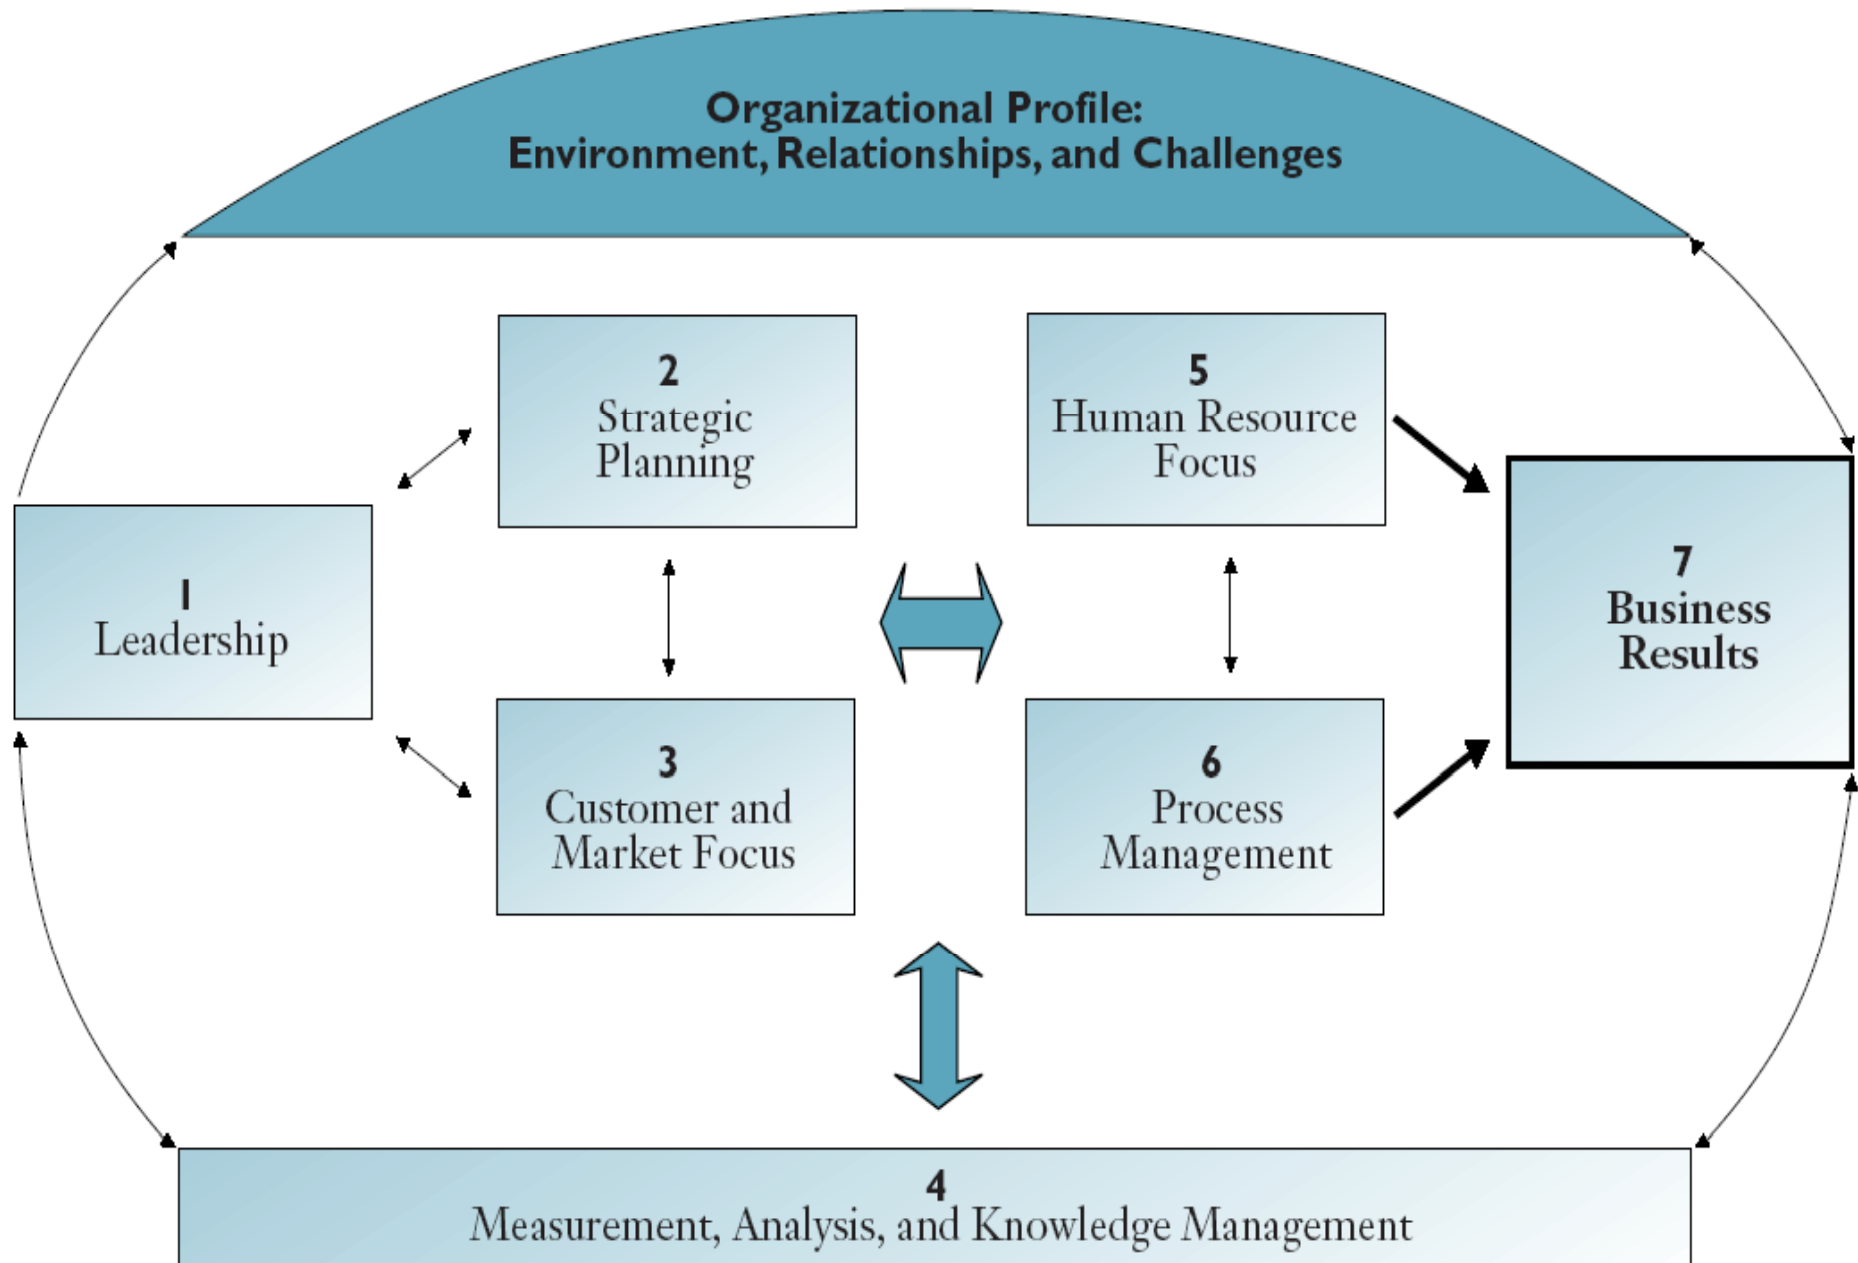 Organizational Profile:
Environment, Relationships, and Challenges
2
Strategic
Planning
5
Human Resource
Focus
1
Leadership
7
Business
Results
3
Customer and
Market Focus
6
Process
Management
4
Measurement, Analysis, and Knowledge Management